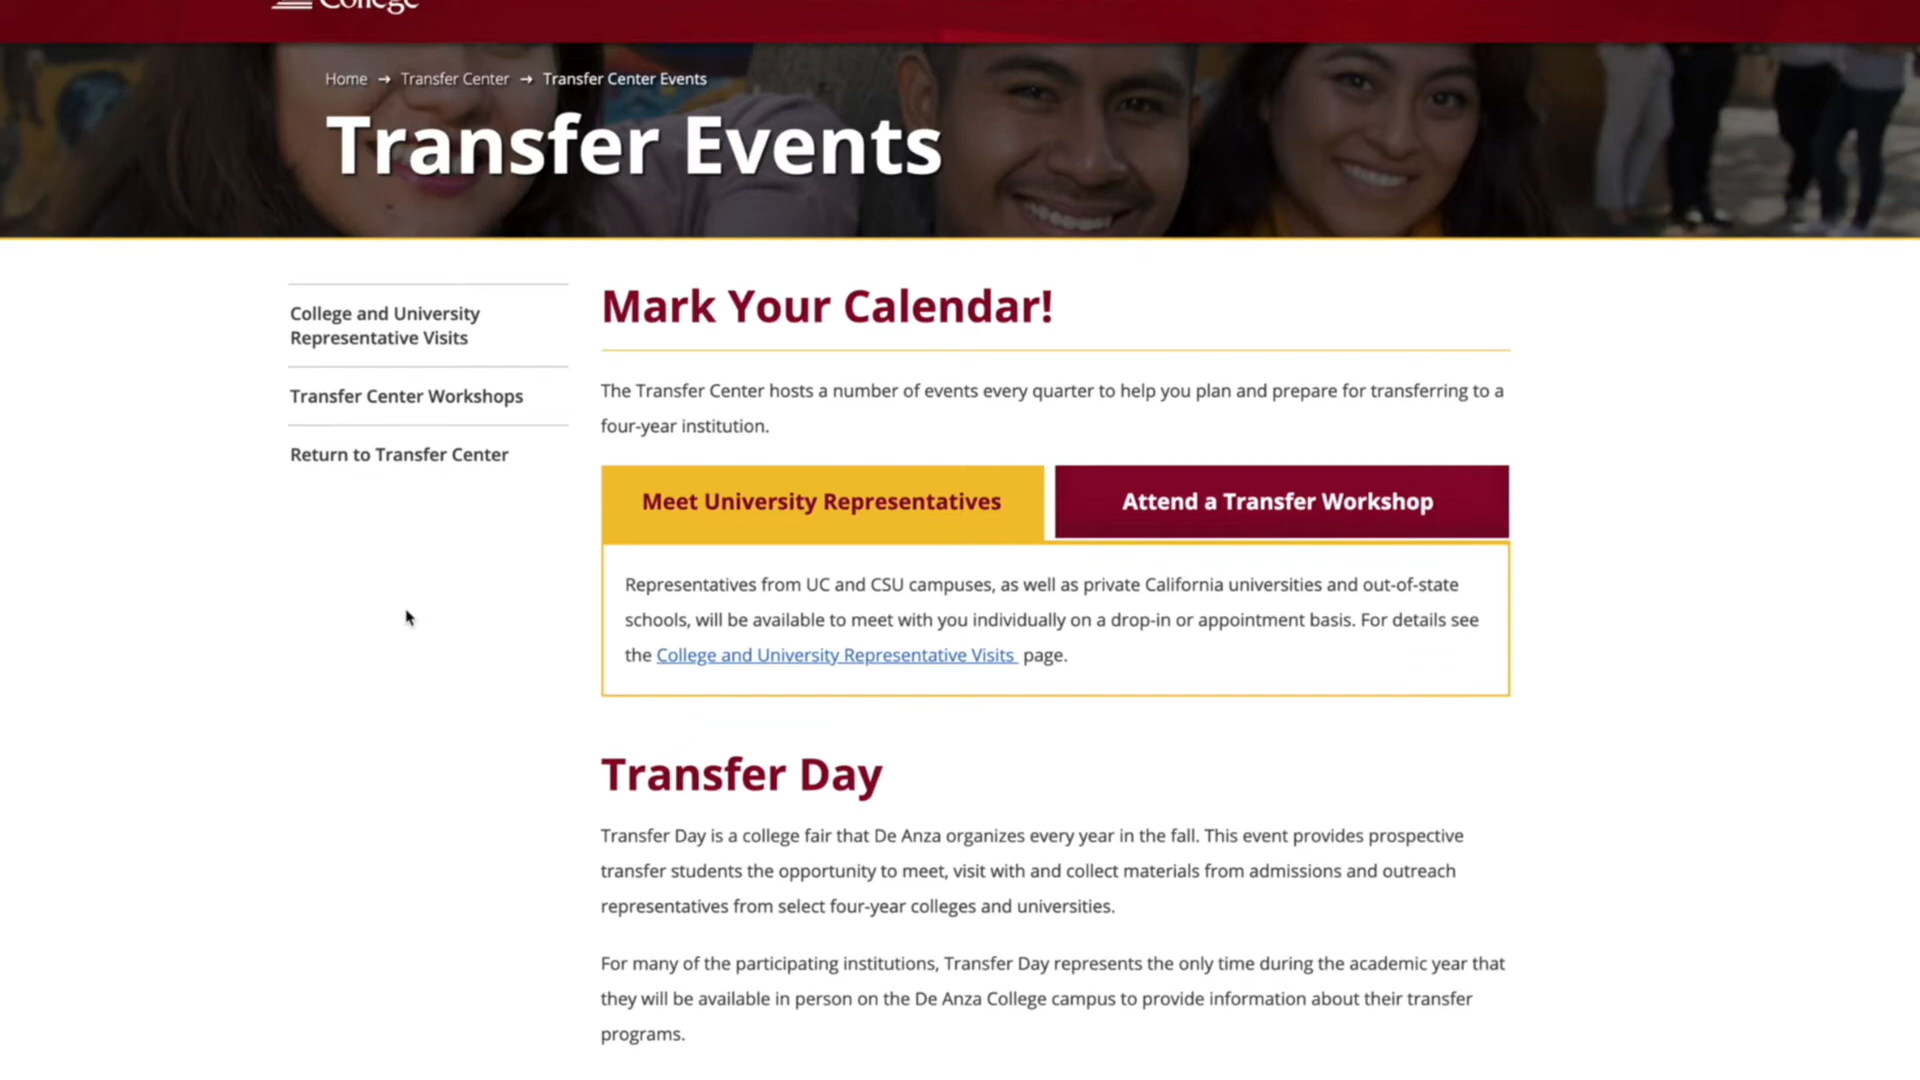 College
Home → Transfer Center → Transfer Center Events
Transfer Events
College and University
Representative Visits
Transfer Center Workshops
Return to Transfer Center
Mark Your Calendar!
The Transfer Center hosts a number of events every quarter to help you plan and prepare for transferring to a
four-year institution.
Meet University Representatives
Attend a Transfer Workshop
Representatives from UC and CSU campuses, as well as private California universities and out-of-state
schools, will be available to meet with you individually on a drop-in or appointment basis. For details see
the College and University Representative Visits page.
Transfer Day
Transfer Day is a college fair that De Anza organizes every year in the fall. This event provides prospective
transfer students the opportunity to meet, visit with and collect materials from admissions and outreach
representatives from select four-year colleges and universities.
For many of the participating institutions, Transfer Day represents the only time during the academic year that
they will be available in person on the De Anza College campus to provide information about their transfer
programs.